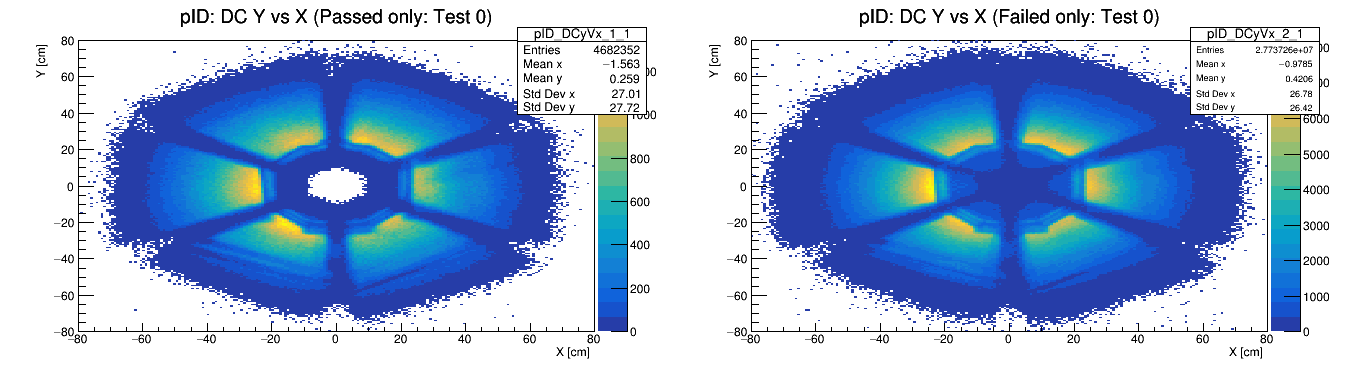 pID: DC Y vs X (Passed only: Test 0)
pID_DCyVx_1_1
Entries 4682352
Mean x −1.563
Mean y 0.259
Std Dev x 27.01
Std Dev y 27.72
Y [cm]
80
60
40
20
0
−20
−40
−60
−80
−80 −60 −40 −20 0 20 40 60 80
X [cm]
800
600
400
200
0
pID: DC Y vs X (Failed only: Test 0)
pID_DCyVx_2_1
Entries 2.773726e+07
Mean x −0.9785
Mean y 0.4206
Std Dev x 26.78
Std Dev y 26.42
Y [cm]
80
60
40
20
0
−20
−40
−60
−80
−80 −60 −40 −20 0 20 40 60 80
X [cm]
6000
5000
4000
3000
2000
1000
0